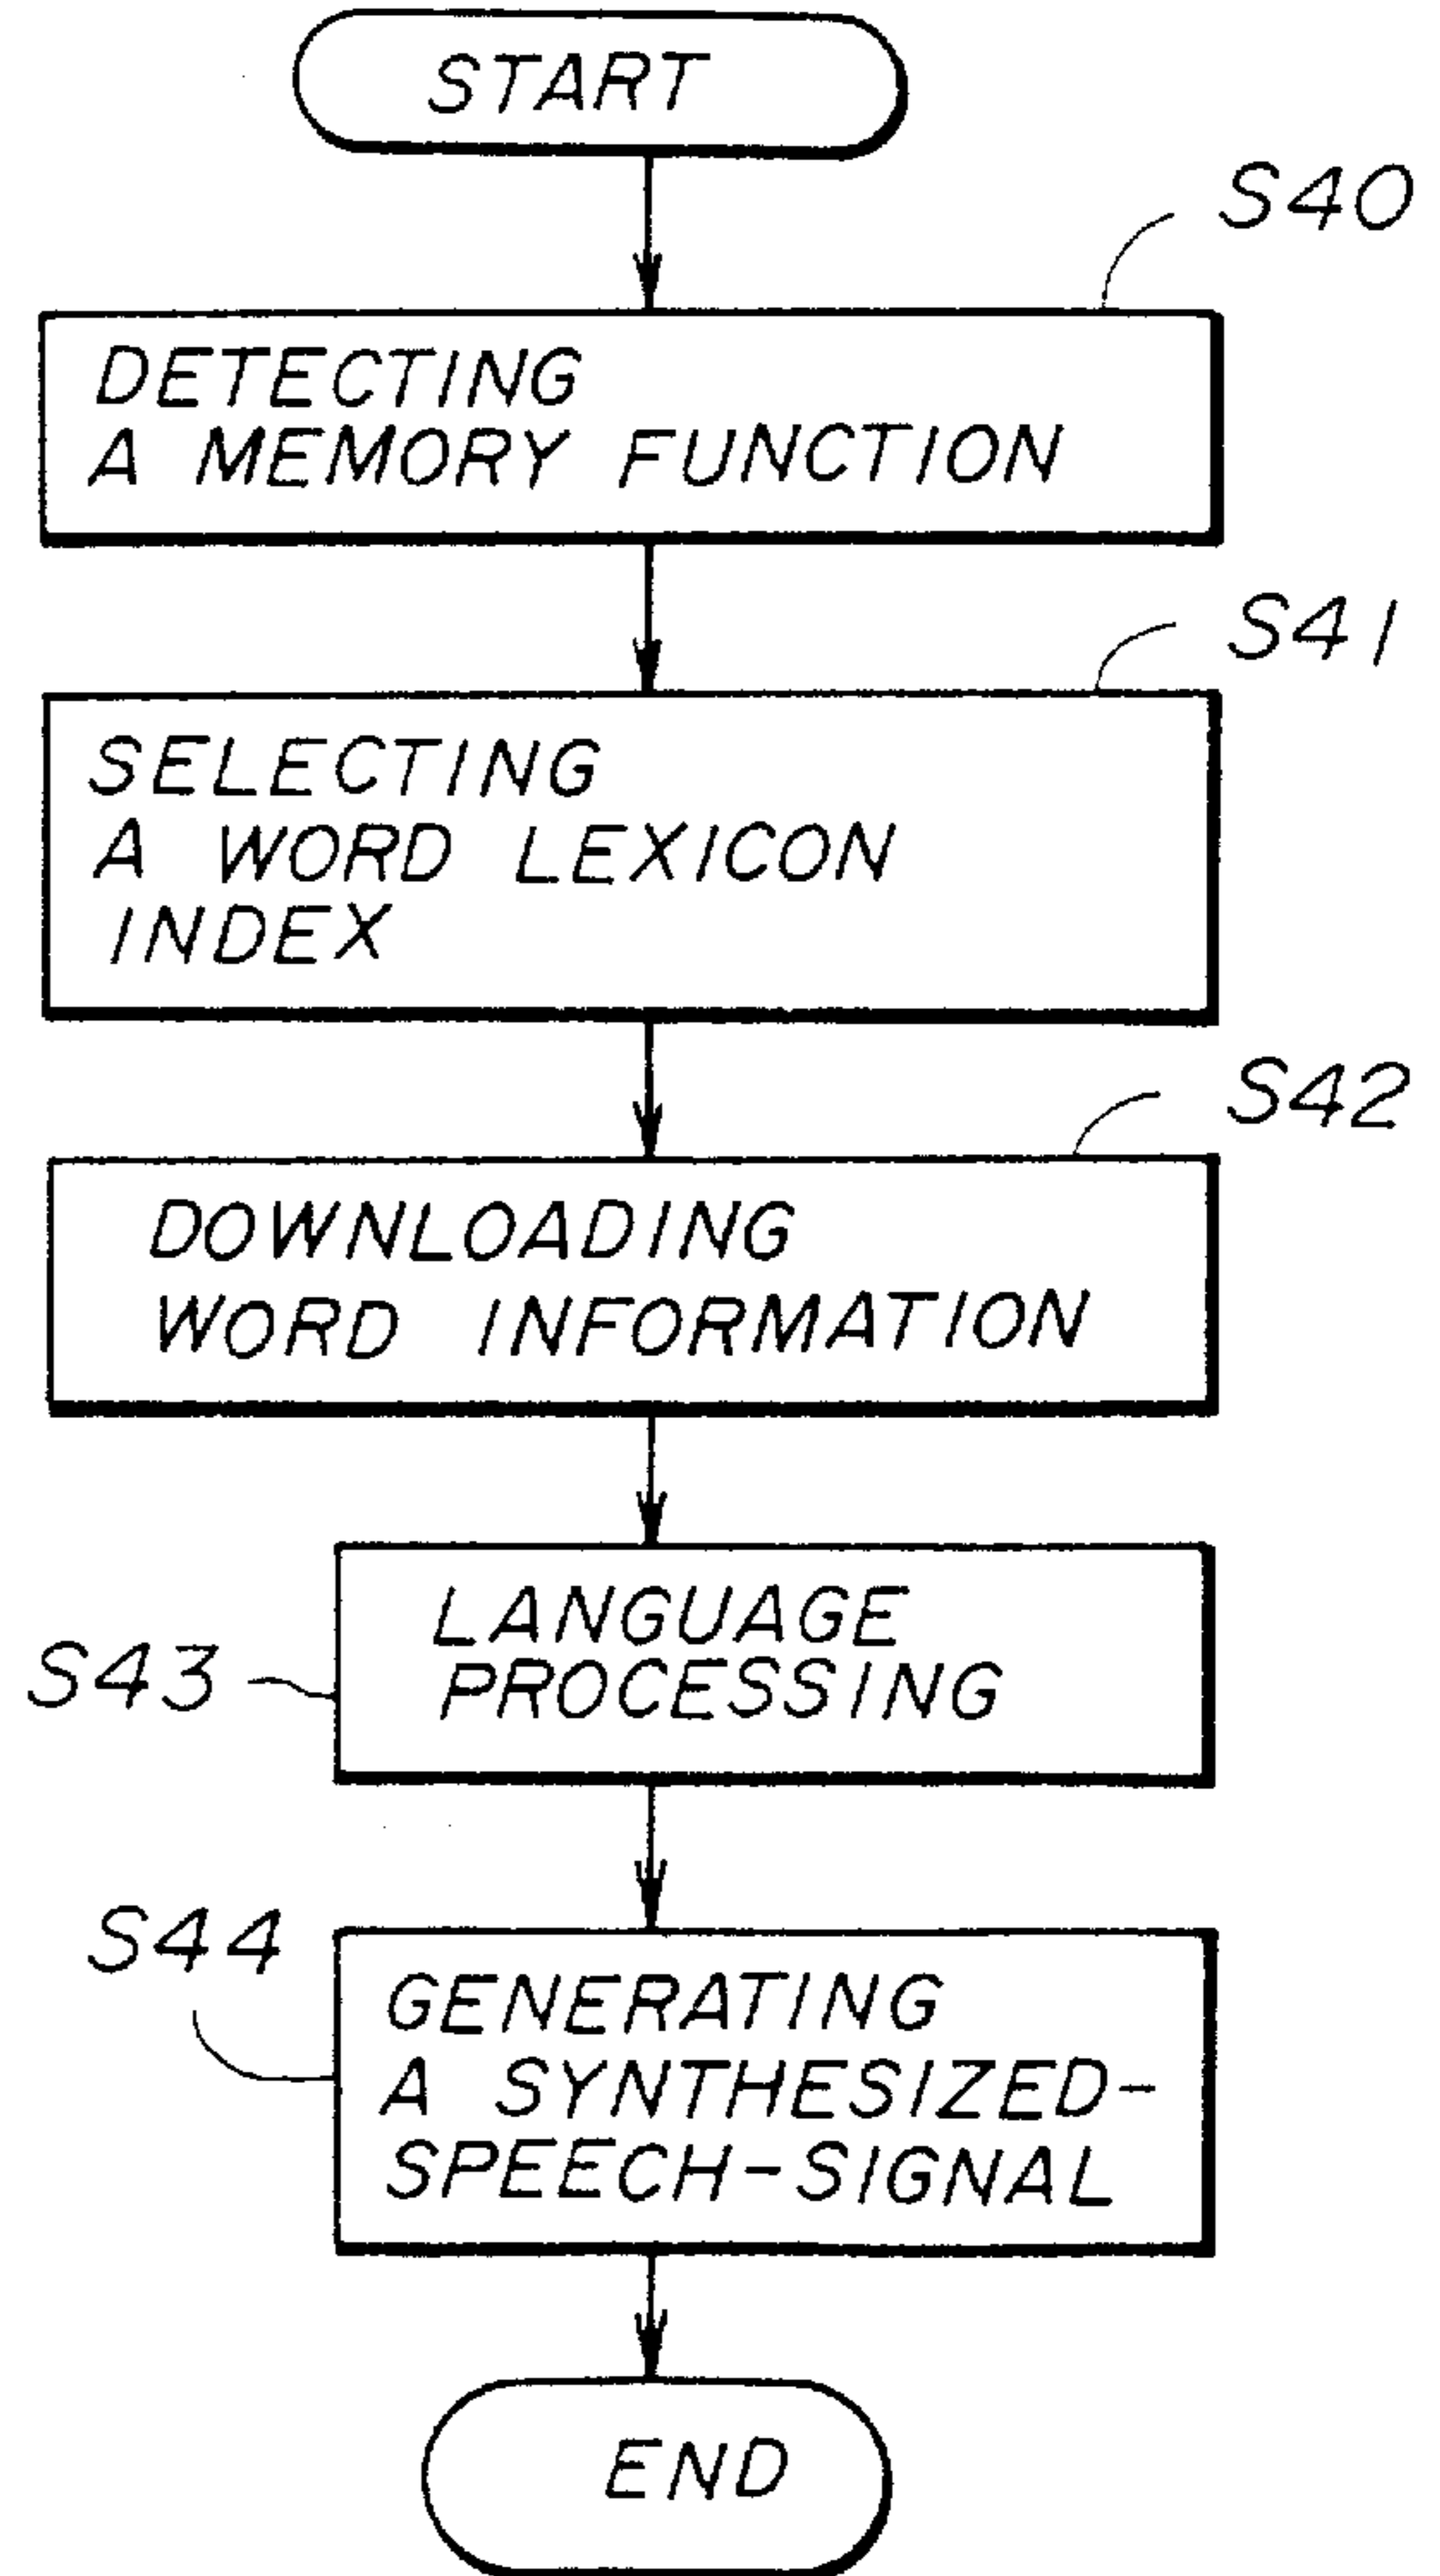 START
S40
DETECTING
A MEMORY FUNCTION
S41
SELECTING
A WORD LEXICON
INDEX
S42
DOWNLOADING
WORD INFORMATION
S43
LANGUAGE
PROCESSING
S44
GENERATING
A SYNTHESIZED-
SPEECH-SIGNAL
END